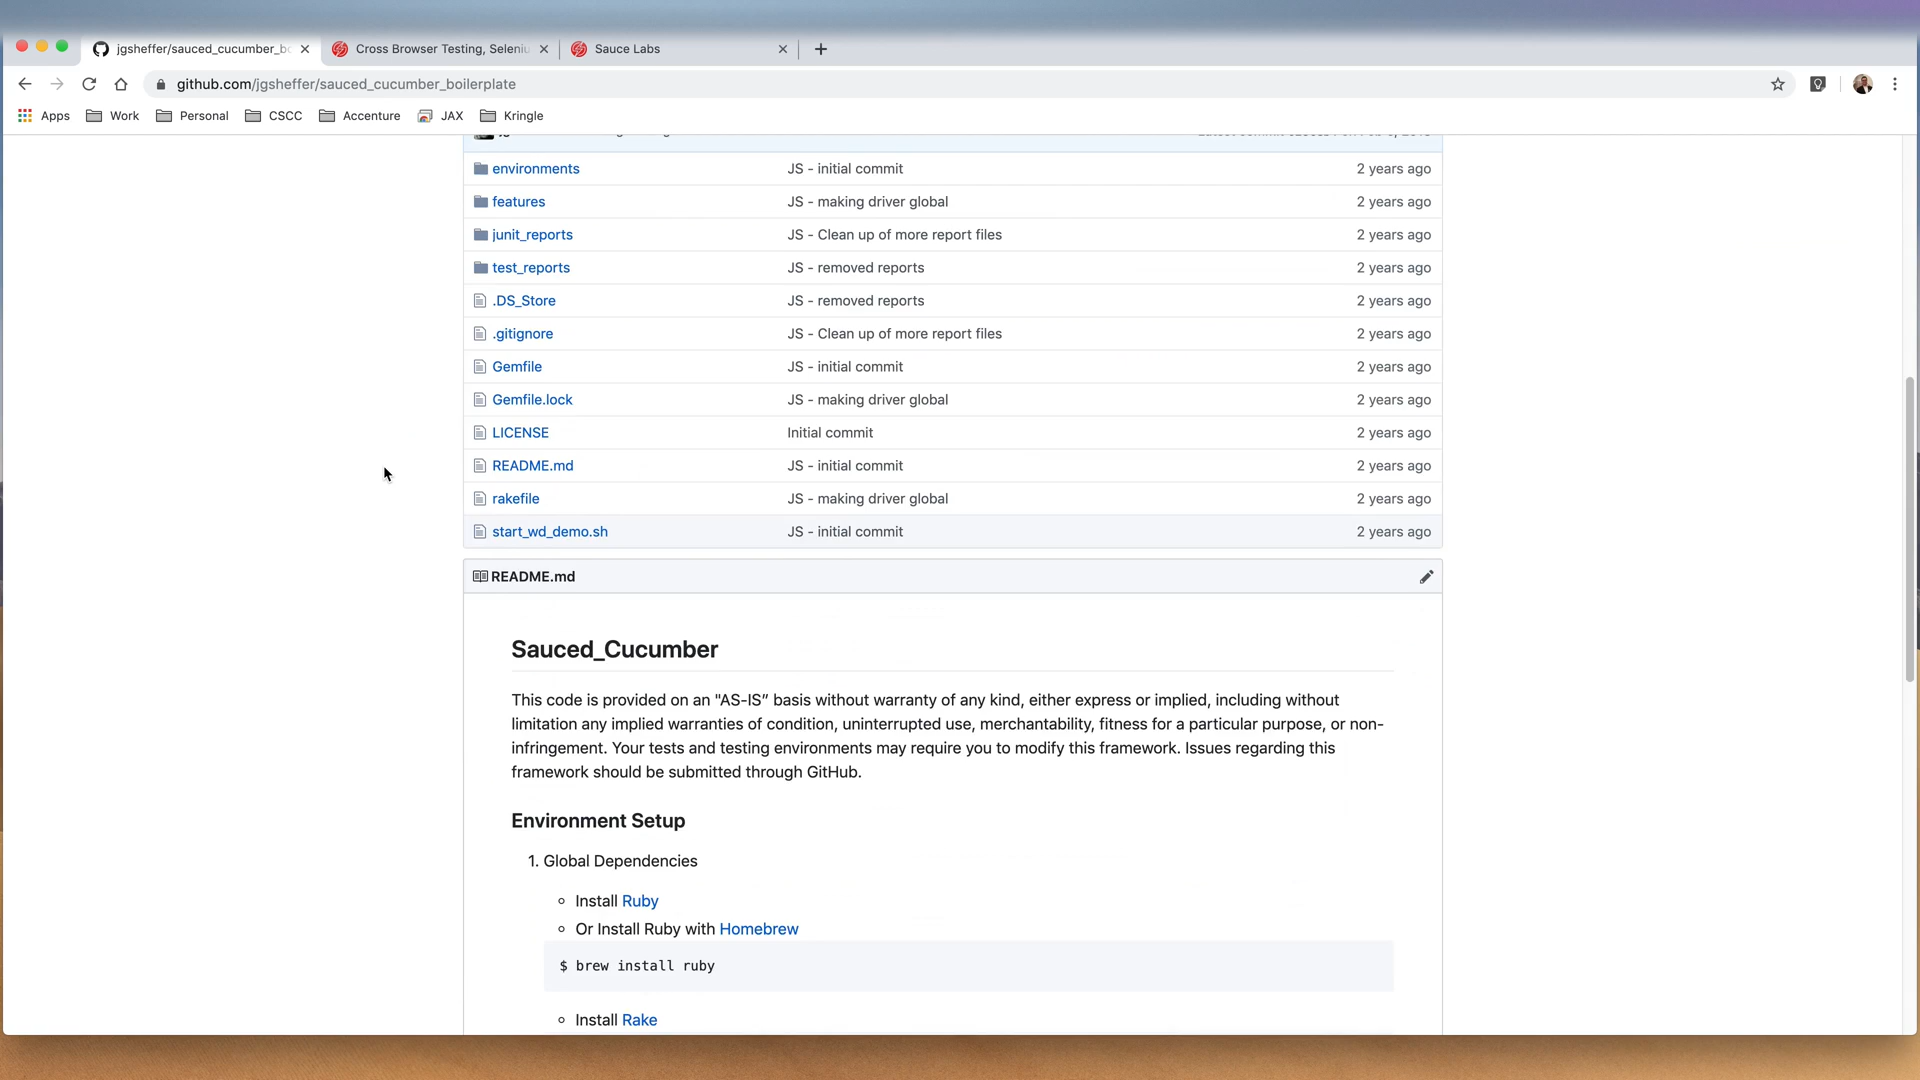 jgsheffer/sauced_cucumber_b
Cross Browser Testing, Seleni
Sauce Labs
github.com/jgsheffer/sauced_cucumber_boilerplate
Apps Work Personal CSCC Accenture JAX Kringle
environments JS - initial commit 2 years ago
features JS - making driver global 2 years ago
junit_reports JS - Clean up of more report files 2 years ago
test_reports JS - removed reports 2 years ago
.DS_Store JS - removed reports 2 years ago
.gitignore JS - Clean up of more report files 2 years ago
Gemfile JS - initial commit 2 years ago
Gemfile.lock JS - making driver global 2 years ago
LICENSE Initial commit 2 years ago
README.md JS - initial commit 2 years ago
rakefile JS - making driver global 2 years ago
start_wd_demo.sh JS - initial commit 2 years ago
README.md
Sauced_Cucumber
This code is provided on an "AS-IS” basis without warranty of any kind, either express or implied, including without
limitation any implied warranties of condition, uninterrupted use, merchantability, fitness for a particular purpose, or non-
infringement. Your tests and testing environments may require you to modify this framework. Issues regarding this
framework should be submitted through GitHub.
Environment Setup
1. Global Dependencies
Install Ruby
Or Install Ruby with Homebrew
$ brew install ruby
Install Rake